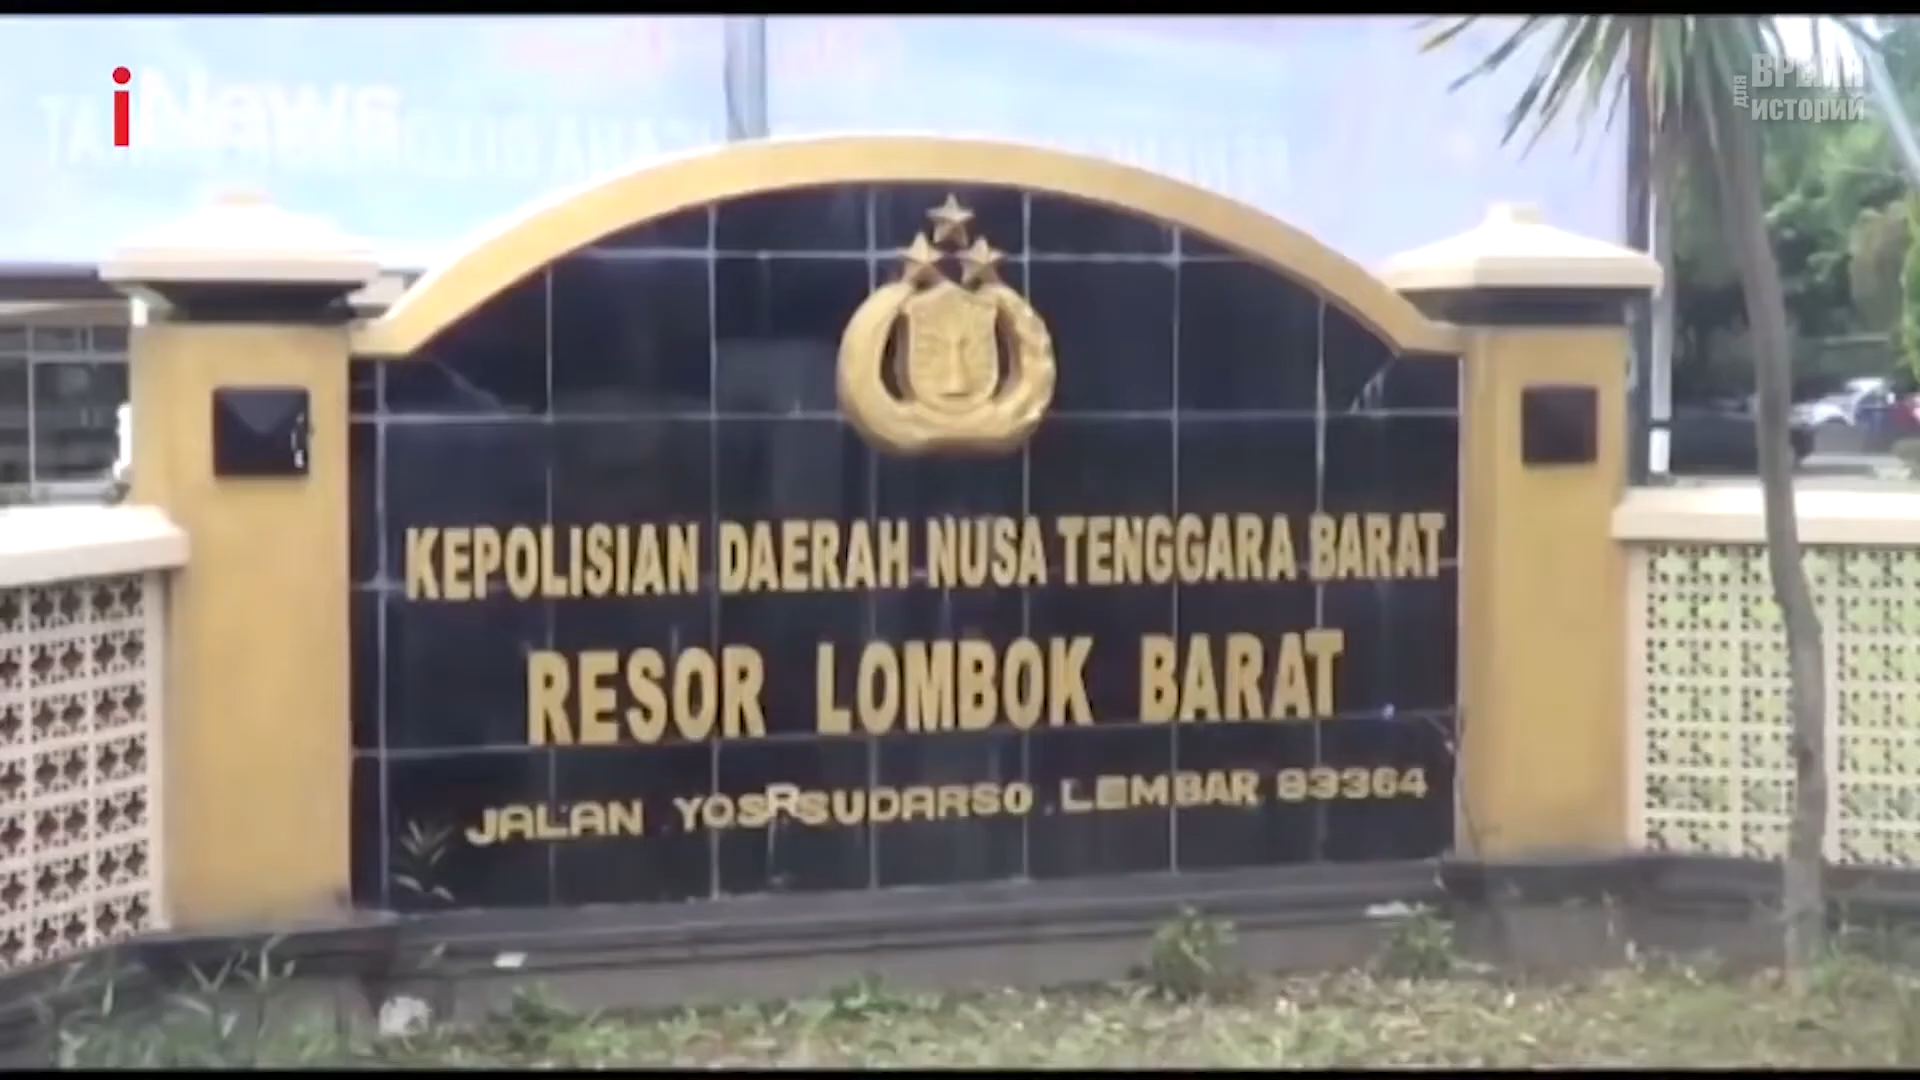 iNews
для ВРЕМЯ
историй
KEPOLISIAN DAERAH NUSA TENGGARA BARAT
RESOR LOMBOK BARAT
JALAN YOS SUDARSO LEMBAR 83364